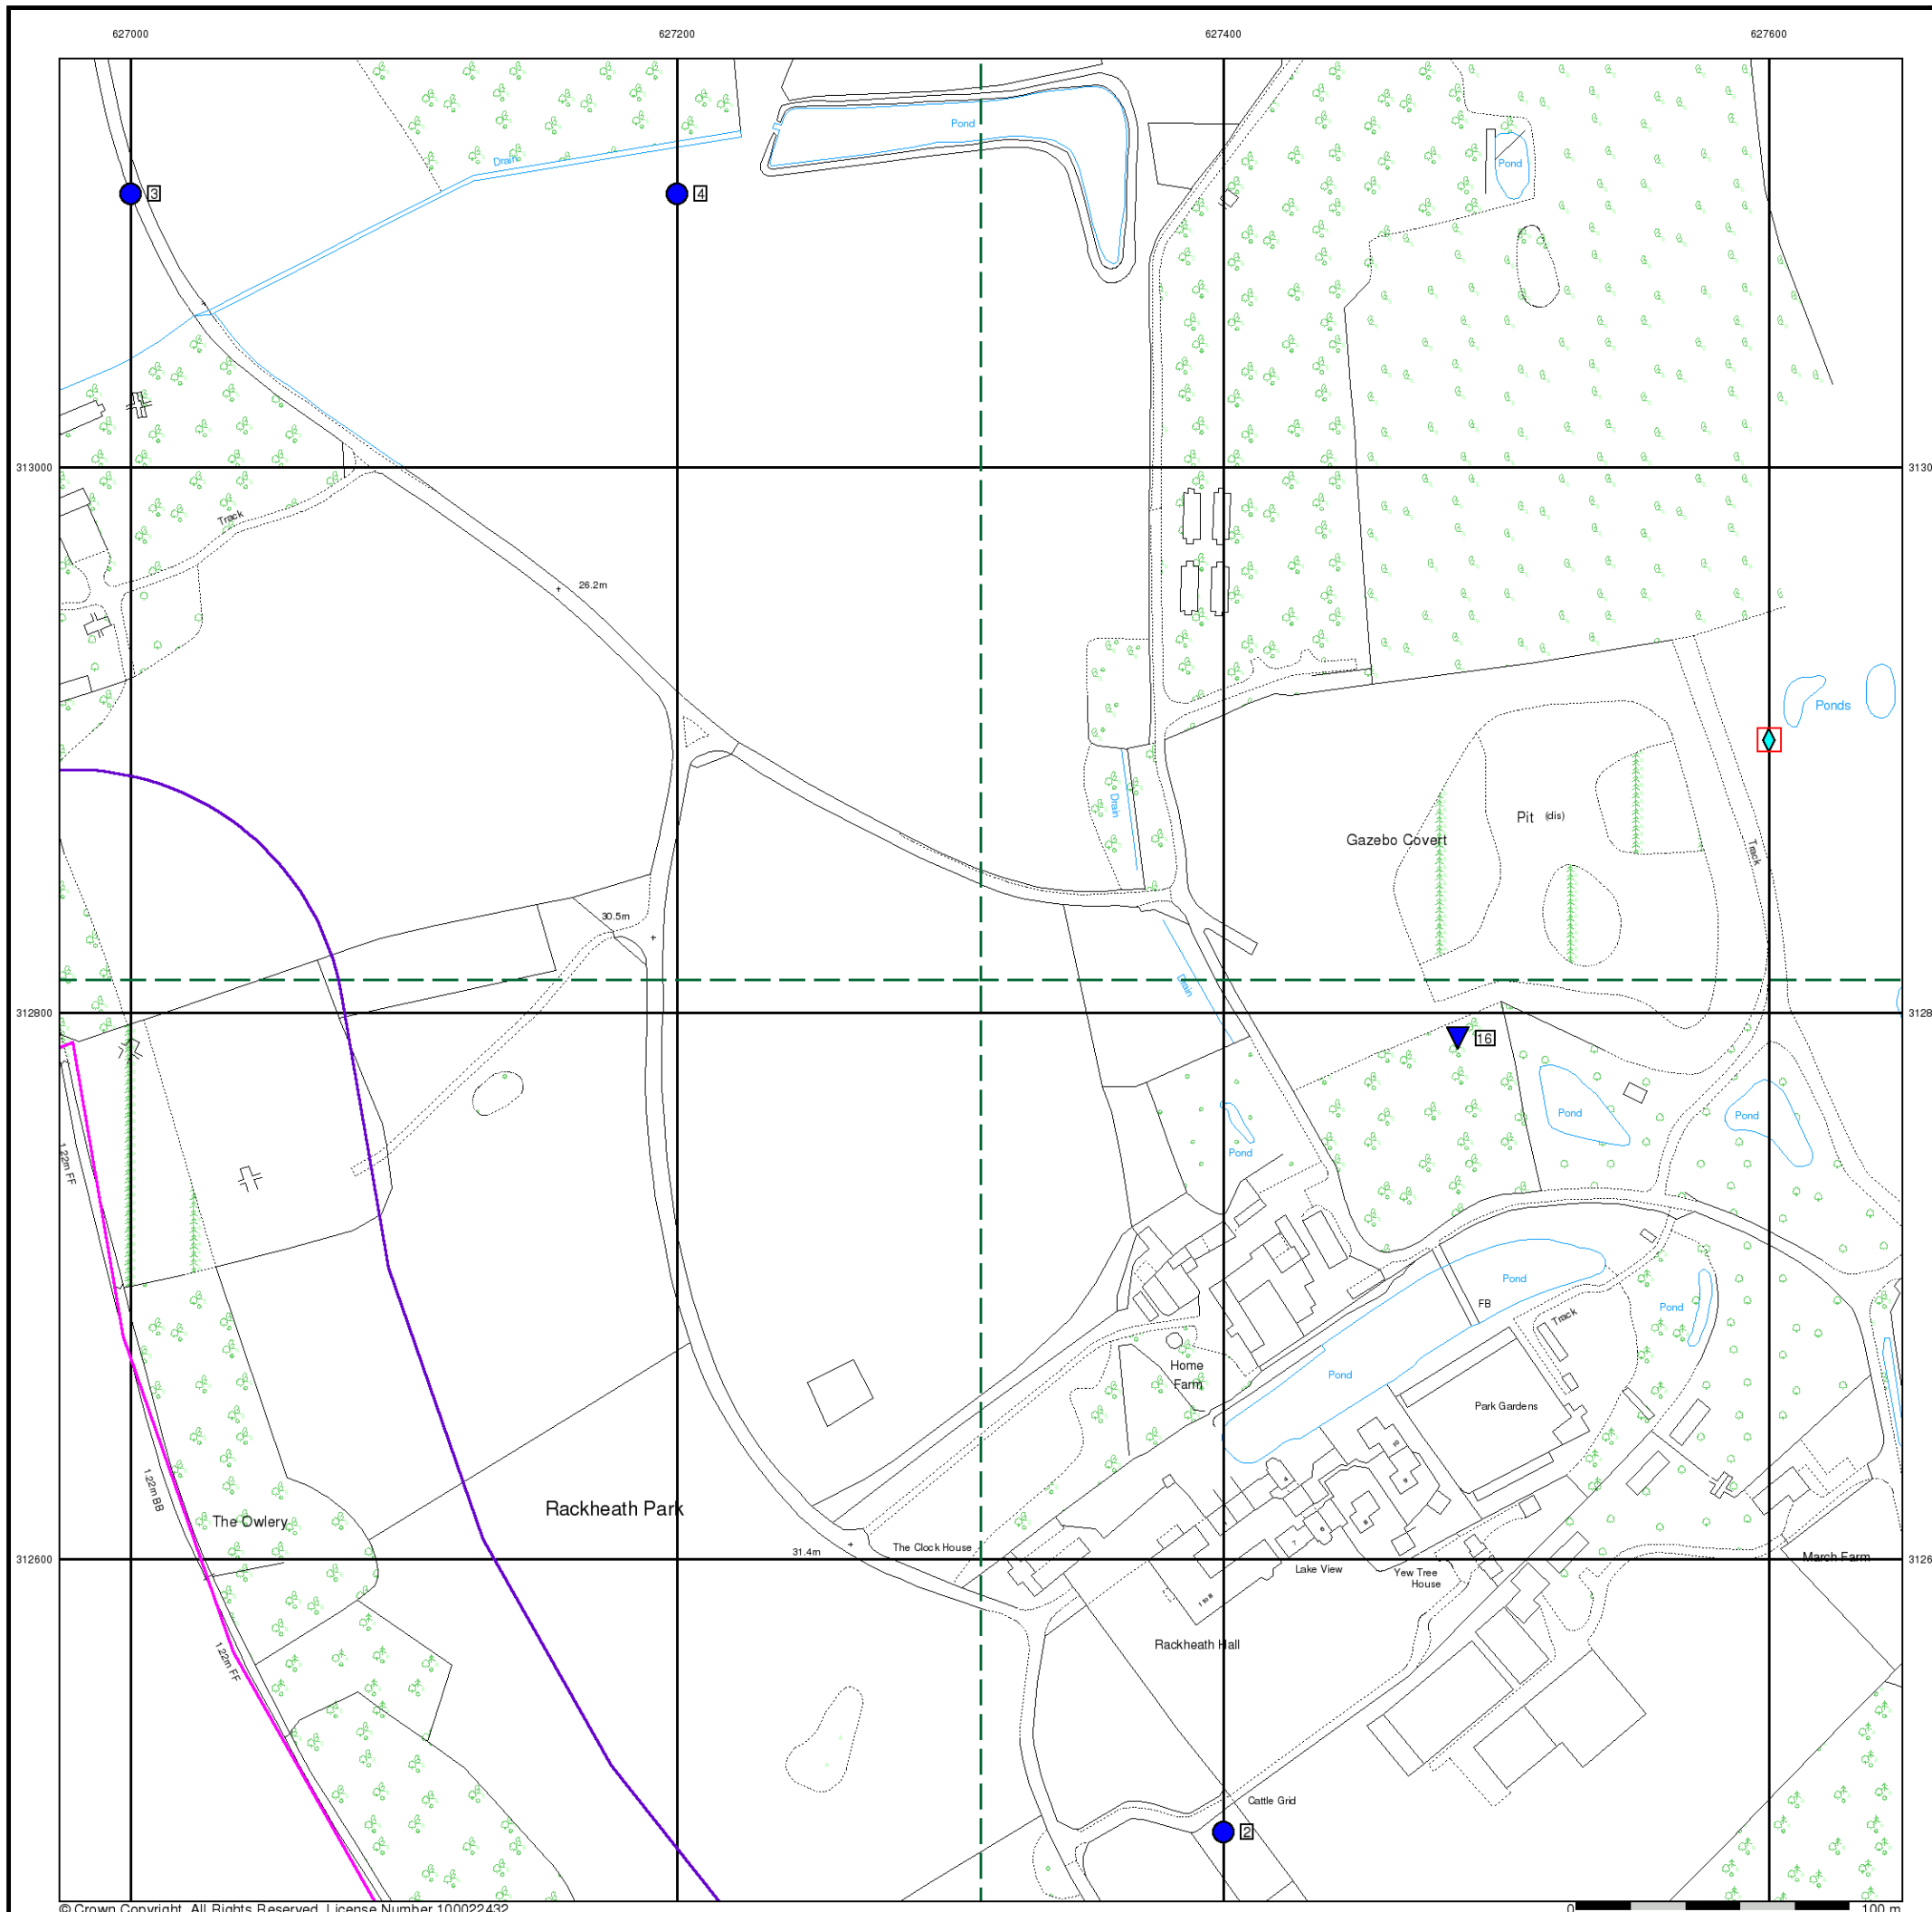 627000 627200 627400 627600
Pond
Drain
Pond
3
4
313000
3130
Track
26.2m
Ponds
Drain
Pit (dis)
Gazebo Covert
Track
30.5m
Drain
312800
3128
16
Pond
Pond
Pond
1.22m FF
Pond
FB
Pond
Track
Home
Farm
Pond
Park Gardens
1.22m BB
Rackheath Park
The Owlery
31.4m
The Clock House
312600
3126
March Farm
Lake View
Yew Tree
House
Rackheath Hall
1.22m FF
Cattle Grid
2
© Crown Copyright. All Rights Reserved. License Number 100022432
0 100 m